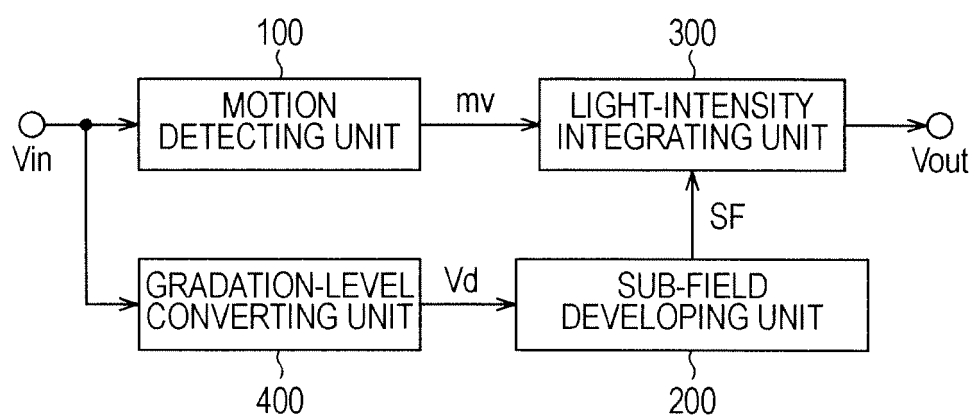 100
300
MOTION
DETECTING UNIT
mv
LIGHT-INTENSITY
INTEGRATING UNIT
Vin
Vout
SF
GRADATION-LEVEL
CONVERTING UNIT
Vd
SUB-FIELD
DEVELOPING UNIT
400
200